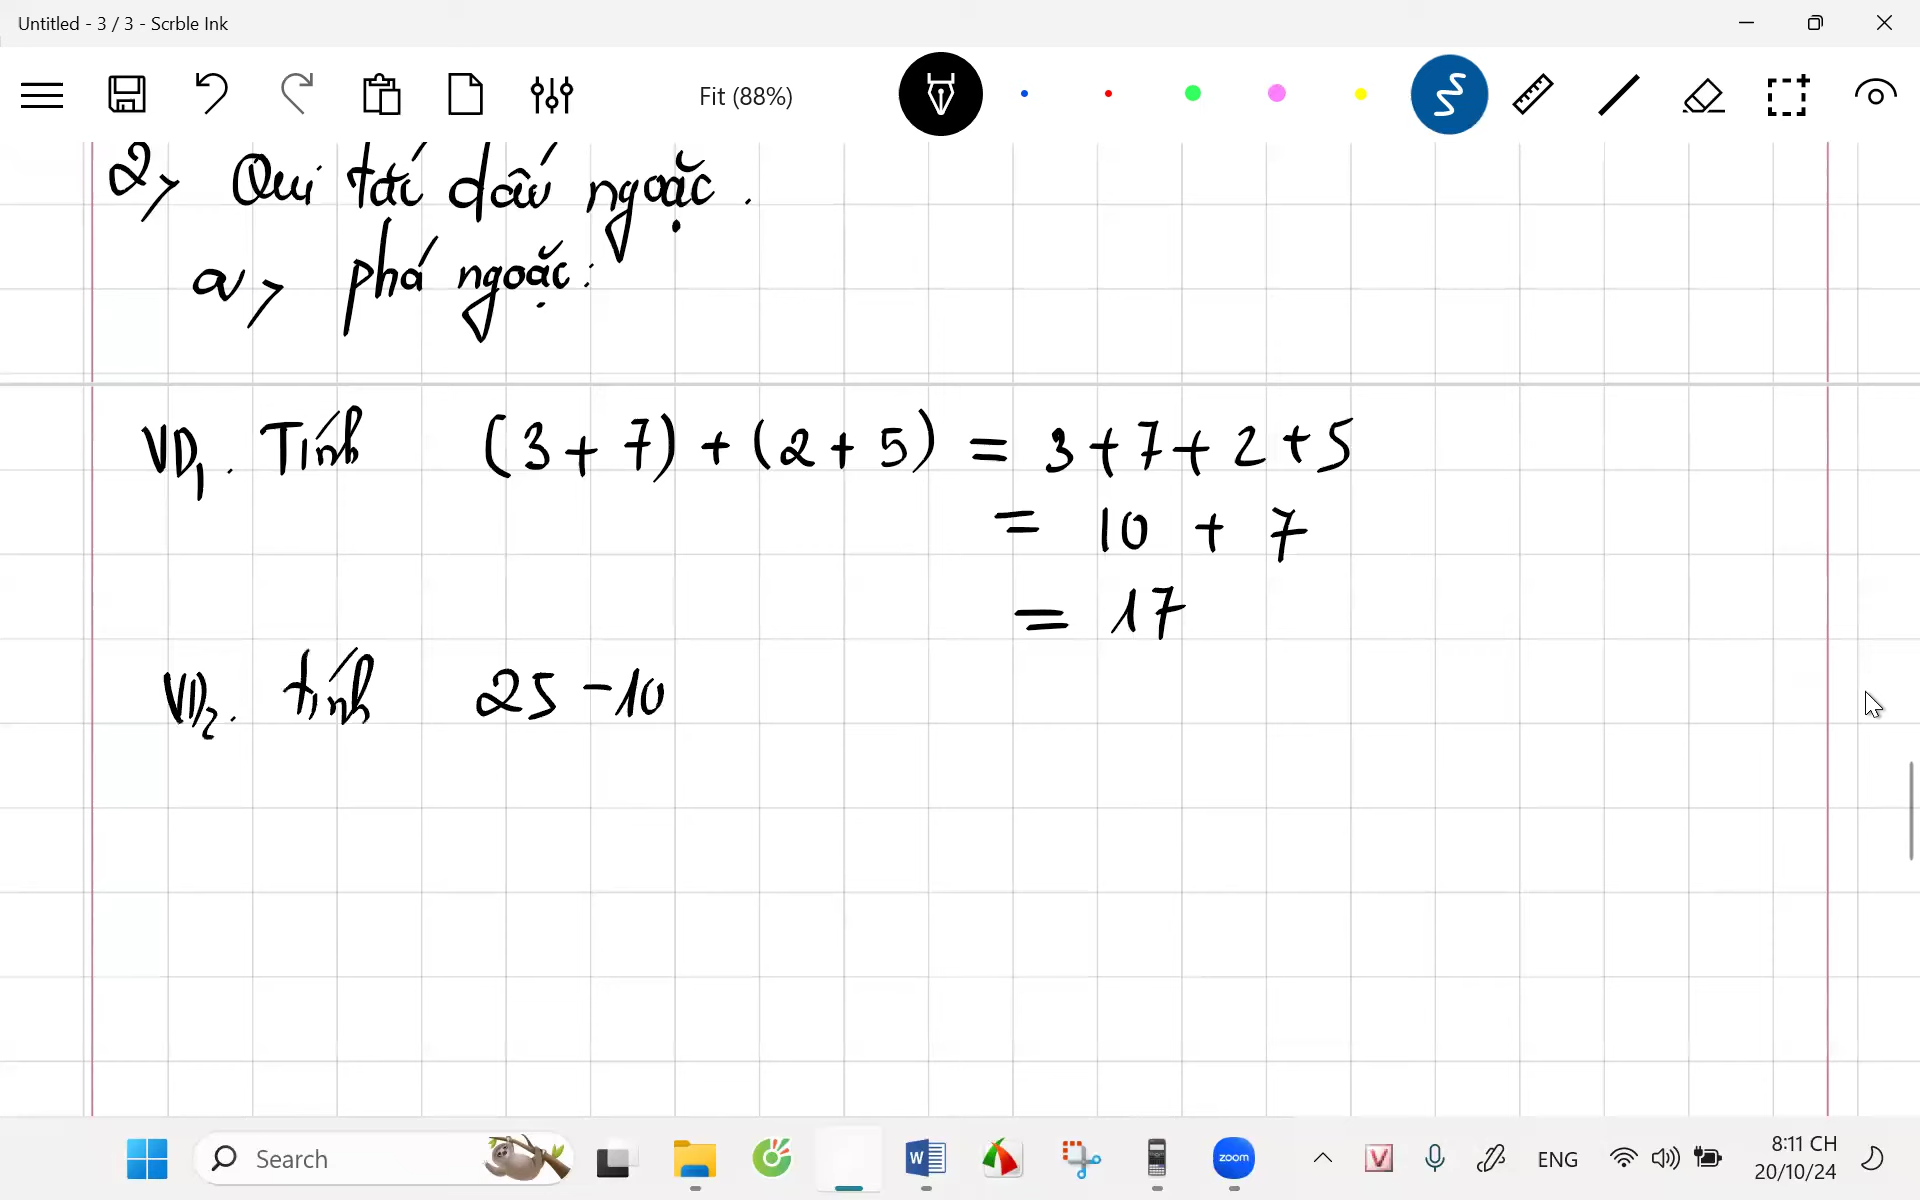 Untitled - 3 / 3 - Scrble Ink
Fit (88%)
2, Qui tắc dấu ngoặc.
a, phá ngoặc:
VD1. Tính (3 + 7) + (2 + 5) = 3 + 7 + 2 + 5
= 10 + 7
= 17
VD2. tính 25 - 10
Search
W
zoom
V
ENG
8:11 CH
20/10/24